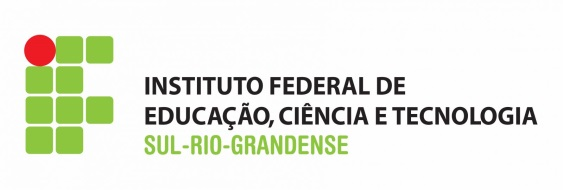 INSTITUTO FEDERAL DE
EDUCAÇÃO, CIÊNCIA E TECNOLOGIA
SUL-RIO-GRANDENSE